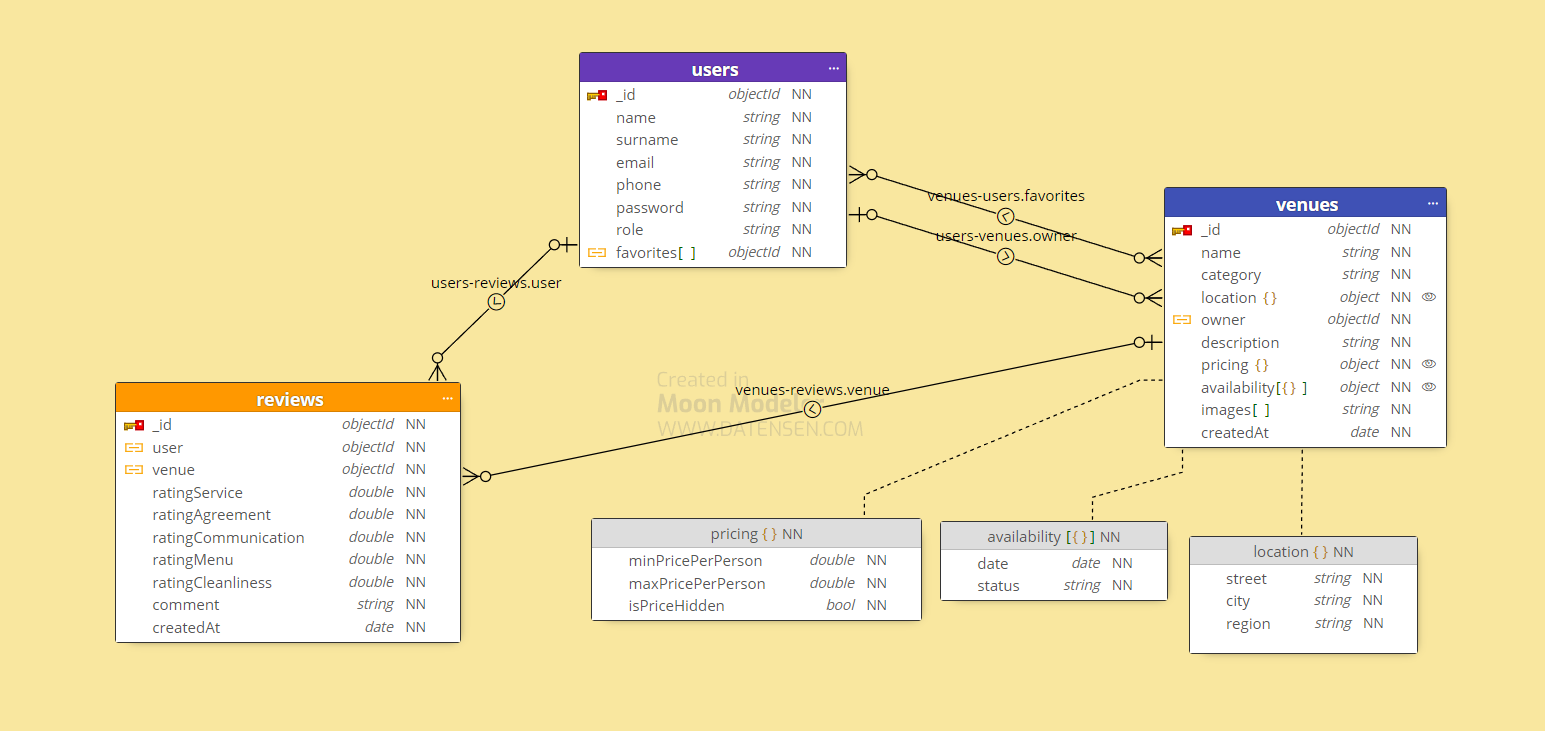 users ...
_id objectId NN
name string NN
surname string NN
email string NN
phone string NN
password string NN
role string NN
favorites[ ] objectId NN
venues-users.favorites
users-venues.owner
venues ...
_id objectId NN
name string NN
category string NN
location {} object NN
owner objectId NN
description string NN
pricing {} object NN
availability[{} ] object NN
images[ ] string NN
createdAt date NN
users-reviews.user
venues-reviews.venue
Created in
Moon Modeler
WWW.DATENSEN.COM
reviews ...
_id objectId NN
user objectId NN
venue objectId NN
ratingService double NN
ratingAgreement double NN
ratingCommunication double NN
ratingMenu double NN
ratingCleanliness double NN
comment string NN
createdAt date NN
pricing {} NN
minPricePerPerson double NN
maxPricePerPerson double NN
isPriceHidden bool NN
availability [{}] NN
date date NN
status string NN
location {} NN
street string NN
city string NN
region string NN